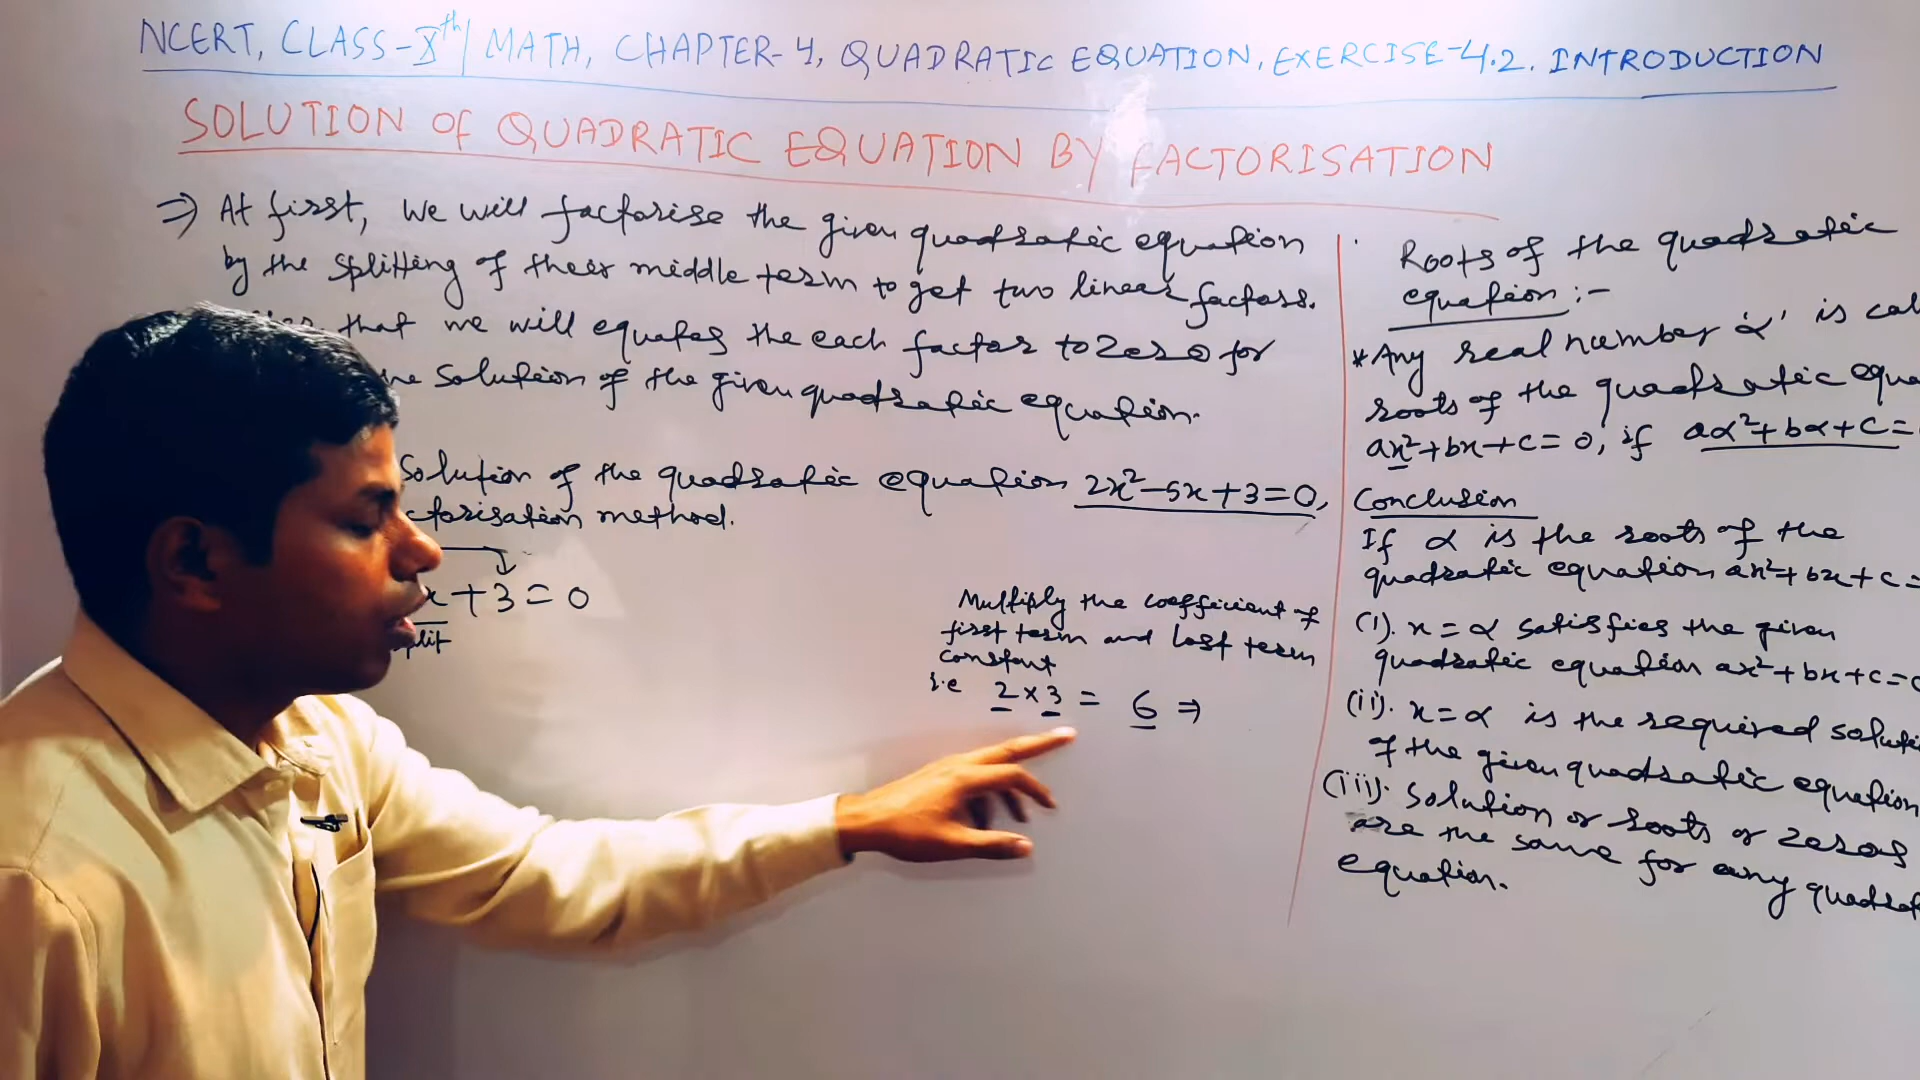 NCERT, CLASS-Xth/ MATH, CHAPTER-4, QUADRATIC EQUATION, EXERCISE-4.2. INTRODUCTION
SOLUTION Of QUADRATIC EQUATION BY FACTORISATION
⇒ At first, We will factorise the given quadratic equation
by the splitting of their middle term to get two linear factors.
that we will equates the each factor to Zero for
the Solution of the given quadratic equation.
Solution of the quadratic equation 2x²-5x+3=0,
ctorisation method.
x+3=0
split
Multiply the coefficient of
first term and last term
constant
i.e 2×3 = 6 ⇒
Roots of the quadratic
equation:-
*Any real number 'α' is cal
roots of the quadratic equa
ax²+bx+c=0, if aα²+bα+c=
Conclusion
If α is the roots of the
quadratic equation ax²+bx+c=
(i). x=α satisfies the given
quadratic equation ax²+bx+c=0
(ii). x=α is the required soluti
of the given quadratic equation
(iii). Solution or roots or zeros
are the same for any quadrat
equation.